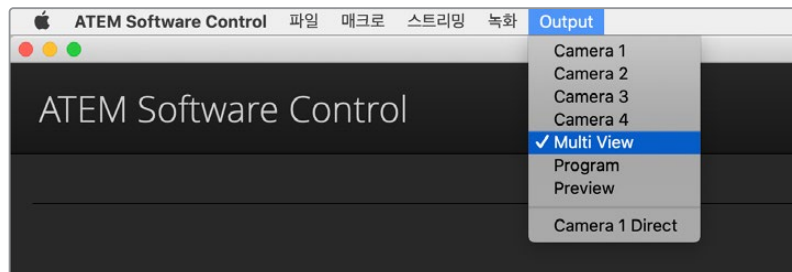 ATEM Software Control 파일 매크로 스트리밍 녹화 Output
Camera 1
Camera 2
Camera 3
Camera 4
✓ Multi View
Program
Preview
Camera 1 Direct
ATEM Software Control